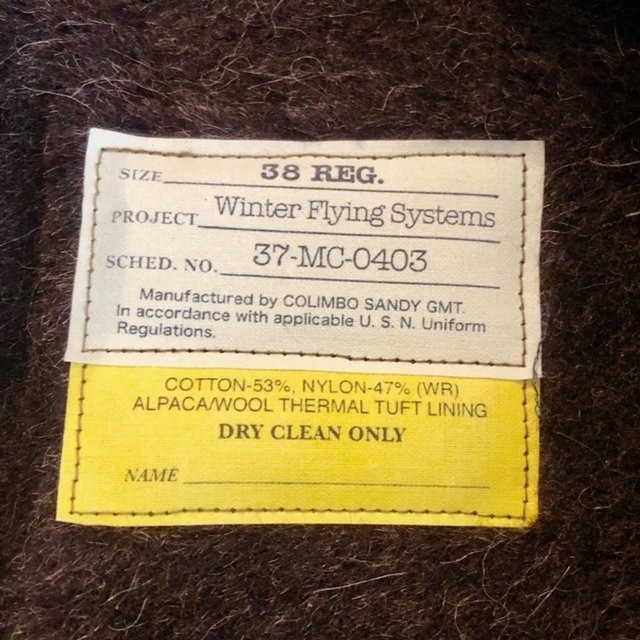 SIZE 38 REG.
PROJECT Winter Flying Systems
SCHED. NO. 37-MC-0403
Manufactured by COLIMBO SANDY GMT.
In accordance with applicable U. S. N. Uniform
Regulations.
COTTON-53%, NYLON-47% (WR)
ALPACA/WOOL THERMAL TUFT LINING
DRY CLEAN ONLY
NAME